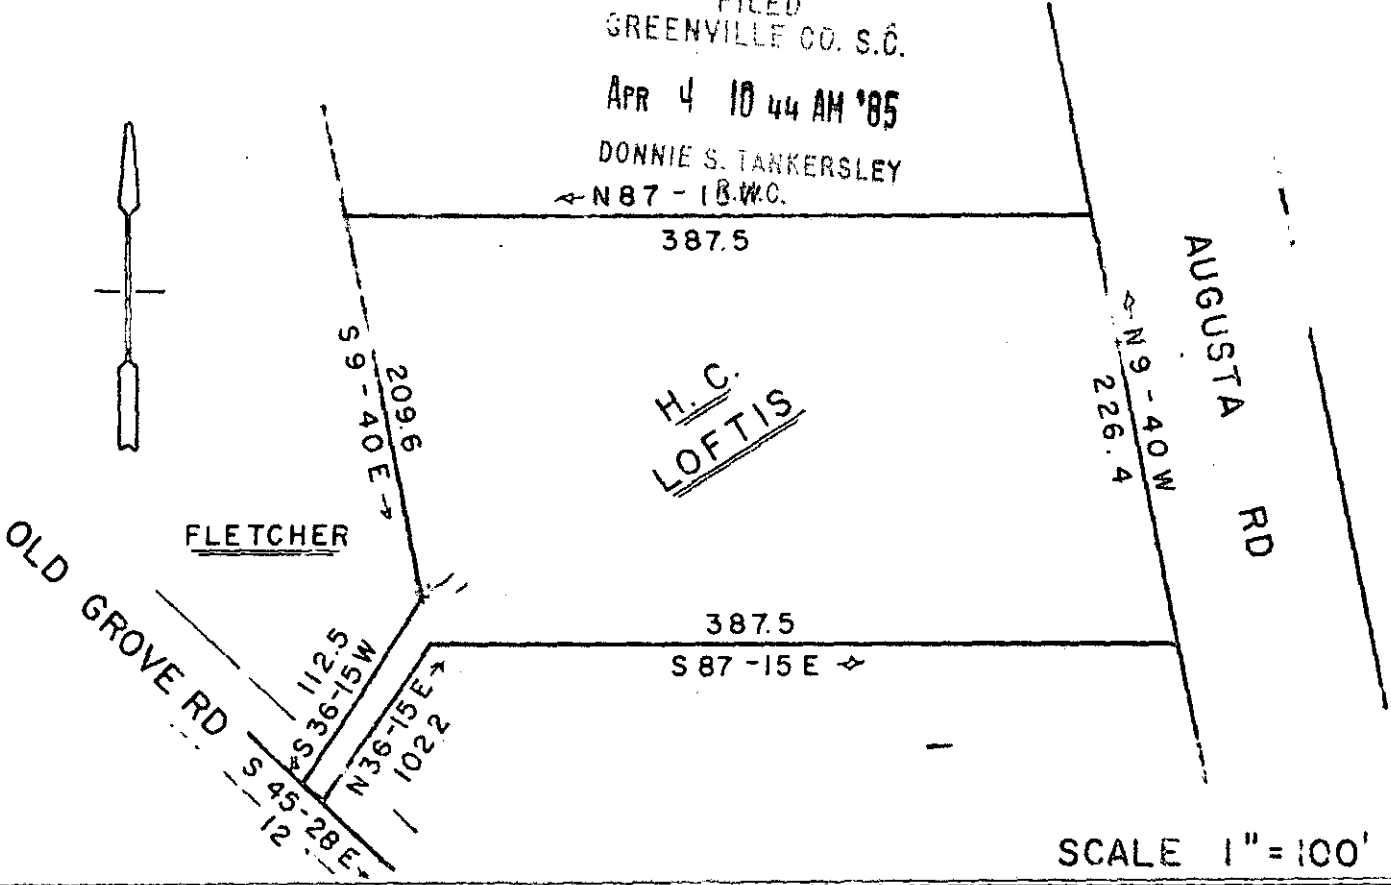 FILED
GREENVILLE CO. S.C.
APR 4 10 44 AM '85
DONNIE S. TANKERSLEY
R.W.C.
N 87 - 1
387.5
S 9 - 40 E
209.6
H. C.
LOFTIS
N 9 - 40 W
226.4
AUGUSTA RD
FLETCHER
OLD GROVE RD
112.5
S 36-15 W
N 36-15 E
102.2
387.5
S 87 -15 E
S 45-28 E
12
SCALE 1"=100'